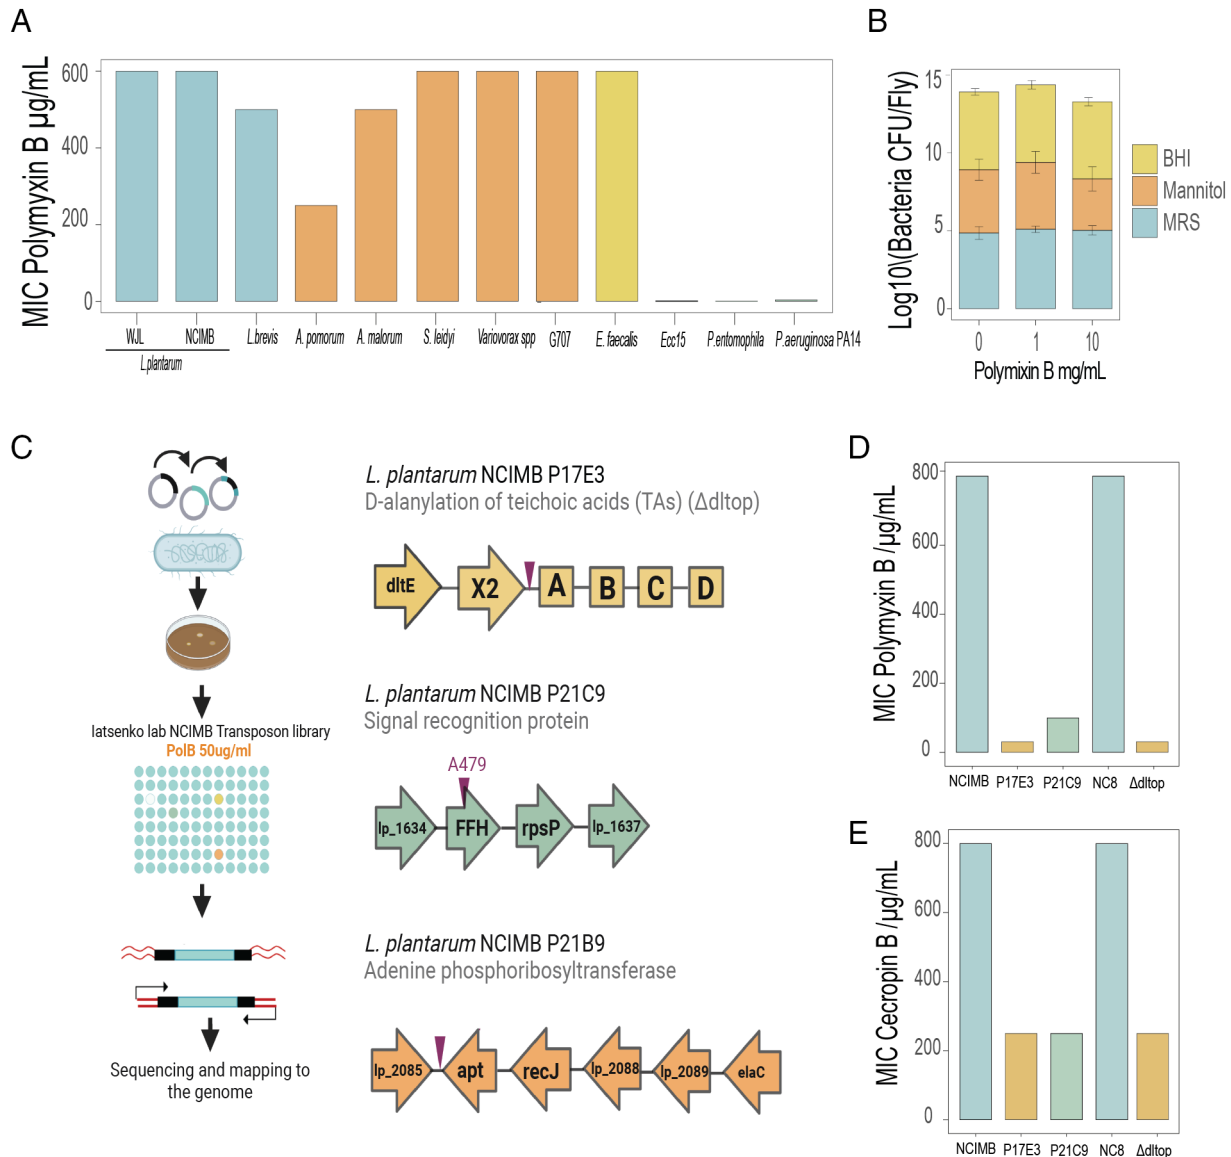 A
MIC Polymyxin B µg/mL
600
400
200
0
WJL
NCIMB
L.brevis
A. pomorum
A. malorum
S. leidyi
Variovorax spp
G707
E. faecalis
Ecc15
P.entomophila
P.aeruginosa PA14
L.plantarum
B
Log10\(Bacteria CFU/Fly)
15
10
5
0
0
1
10
Polymixin B mg/mL
BHI
Mannitol
MRS
C
Iatsenko lab NCIMB Transposon library
PolB 50ug/ml
Sequencing and mapping to
the genome
L. plantarum NCIMB P17E3
D-alanylation of teichoic acids (TAs) (Δdltop)
dltE
X2
A
B
C
D
L. plantarum NCIMB P21C9
Signal recognition protein
A479
lp_1634
FFH
rpsP
lp_1637
L. plantarum NCIMB P21B9
Adenine phosphoribosyltransferase
lp_2085
apt
recJ
lp_2088
lp_2089
elaC
D
MIC Polymyxin B /µg/mL
800
600
400
200
0
NCIMB
P17E3
P21C9
NC8
Δdltop
E
MIC Cecropin B /µg/mL
800
600
400
200
0
NCIMB
P17E3
P21C9
NC8
Δdltop